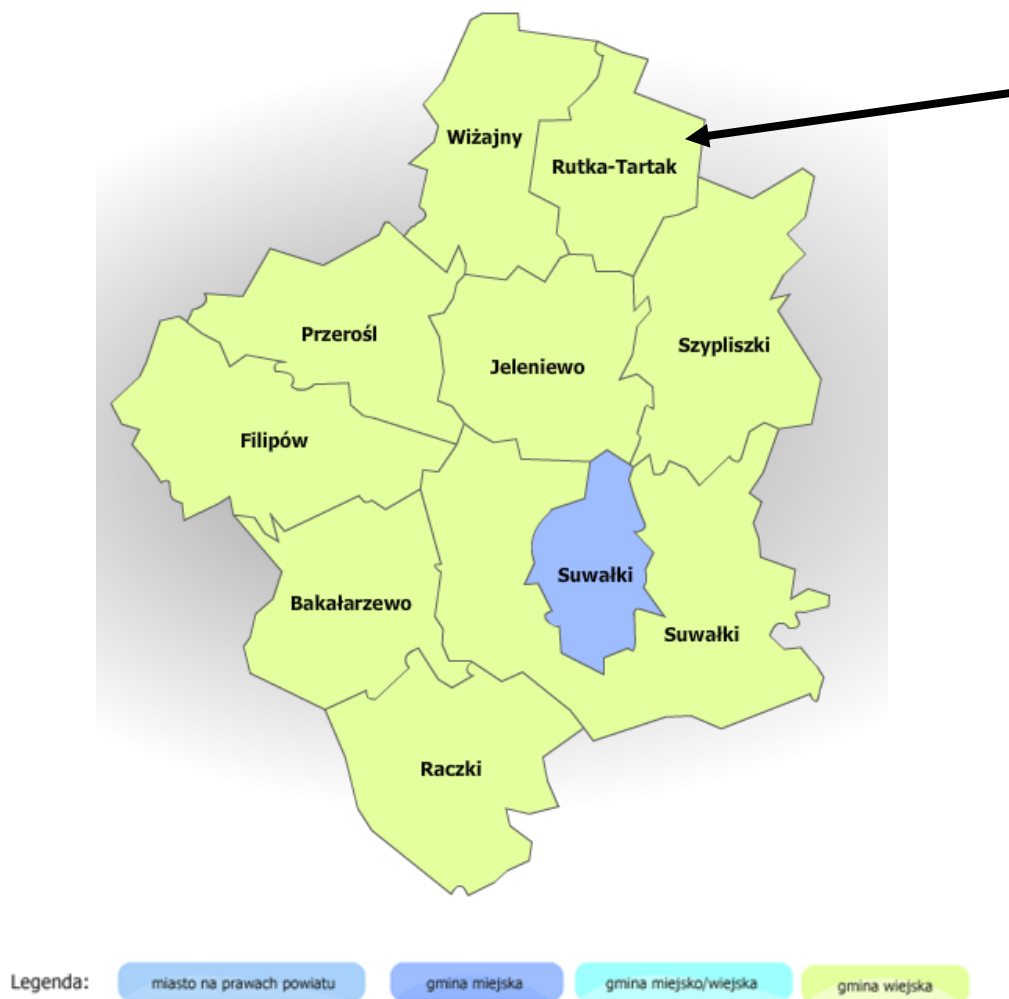 Wiżajny
Rutka-Tartak
Przerośl
Jeleniewo
Szypliszki
Filipów
Suwałki
Bakałarzewo
Suwałki
Raczki
Legenda:
miasto na prawach powiatu
gmina miejska
gmina miejsko/wiejska
gmina wiejska